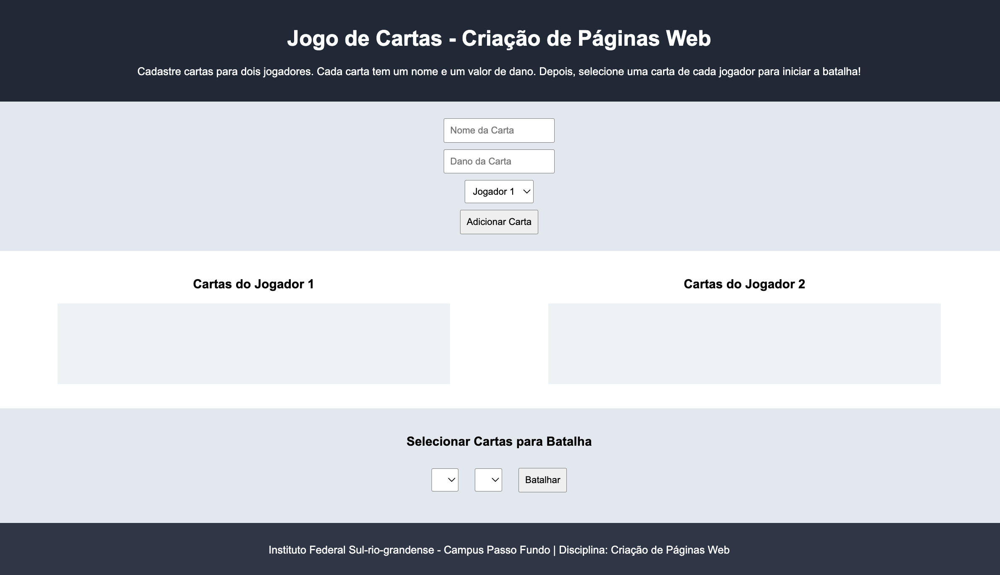 Jogo de Cartas - Criação de Páginas Web
Cadastre cartas para dois jogadores. Cada carta tem um nome e um valor de dano. Depois, selecione uma carta de cada jogador para iniciar a batalha!
Nome da Carta
Dano da Carta
Jogador 1
Adicionar Carta
Cartas do Jogador 1
Cartas do Jogador 2
Selecionar Cartas para Batalha
Batalhar
Instituto Federal Sul-rio-grandense - Campus Passo Fundo | Disciplina: Criação de Páginas Web